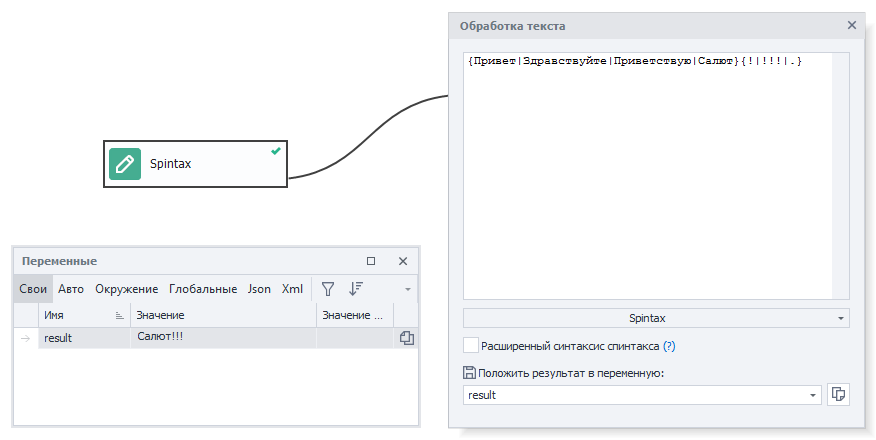 Обработка текста
{Привет|Здравствуйте|Приветствую|Салют}{!|!!!|.}
Spintax
Переменные
Свои Авто Окружение Глобальные Json Xml
Имя Значение Значение ...
result Салют!!!
Spintax
Расширенный синтаксис спинтакса (?)
Положить результат в переменную:
result